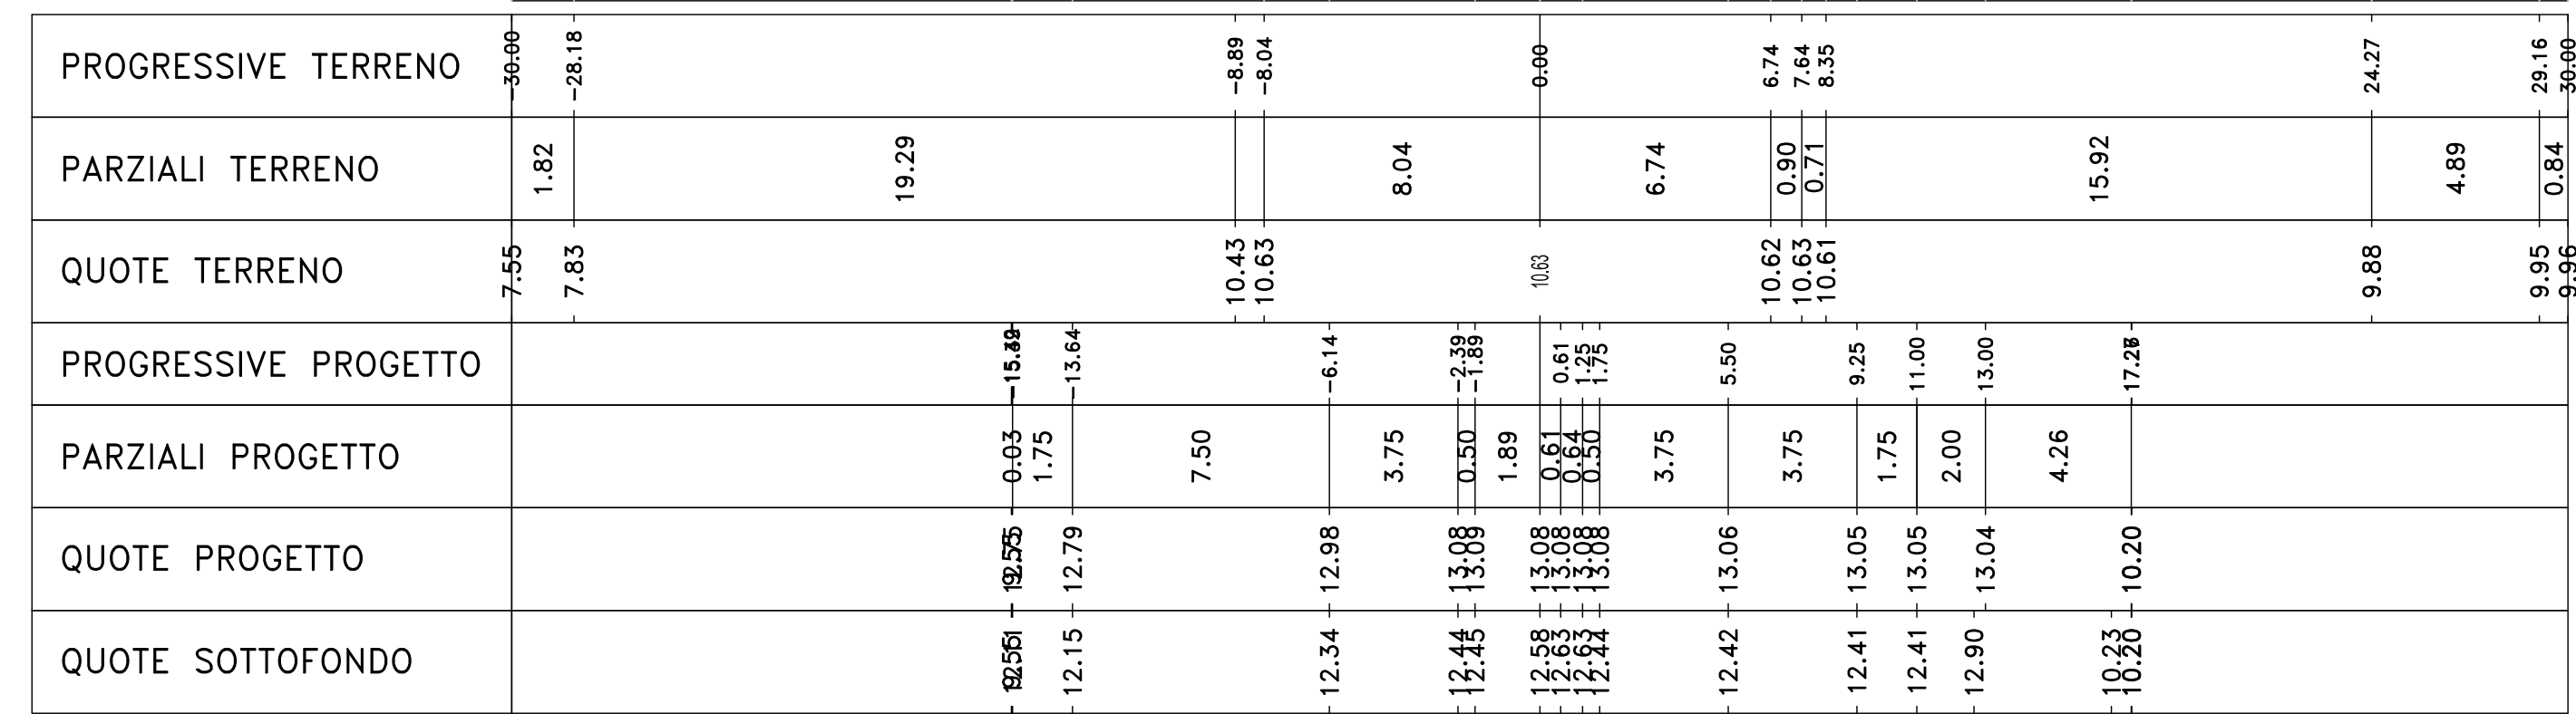 PROGRESSIVE TERRENO -30.00 -28.18 -8.89 -8.04 0.00 6.74 7.64 8.35 24.27 29.16 30.00
PARZIALI TERRENO 1.82 19.29 8.04 6.74 0.90 0.71 15.92 4.89 0.84
QUOTE TERRENO 7.55 7.83 10.43 10.63 10.63 10.62 10.63 10.61 9.88 9.95 9.96
PROGRESSIVE PROGETTO -13.64 -6.14 -2.39 -1.89 0.61 1.25 1.75 5.50 9.25 11.00 13.00
PARZIALI PROGETTO 0.03 1.75 7.50 3.75 0.50 1.89 0.61 0.64 0.50 3.75 3.75 1.75 2.00 4.26
QUOTE PROGETTO 12.79 12.98 13.08 13.09 13.08 13.08 13.08 13.08 13.06 13.05 13.05 13.04 10.20
QUOTE SOTTOFONDO 12.15 12.34 12.44 12.45 12.58 12.63 12.63 12.44 12.42 12.41 12.41 12.90 10.23 10.20